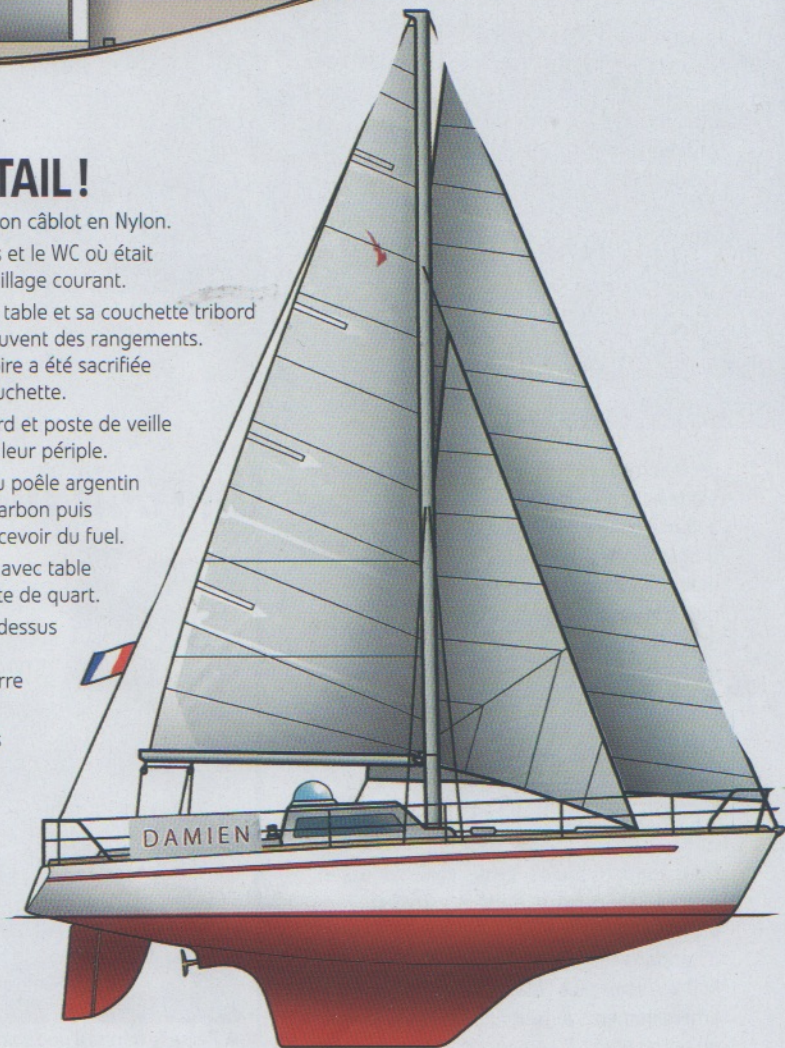 TAIL !
on câblot en Nylon.
s et le WC où était
illage courant.
table et sa couchette tribord
uvent des rangements.
ire a été sacrifiée
uchette.
rd et poste de veille
leur périple.
u poêle argentin
arbon puis
cevoir du fuel.
avec table
te de quart.
dessus
rre
s
DAMIEN